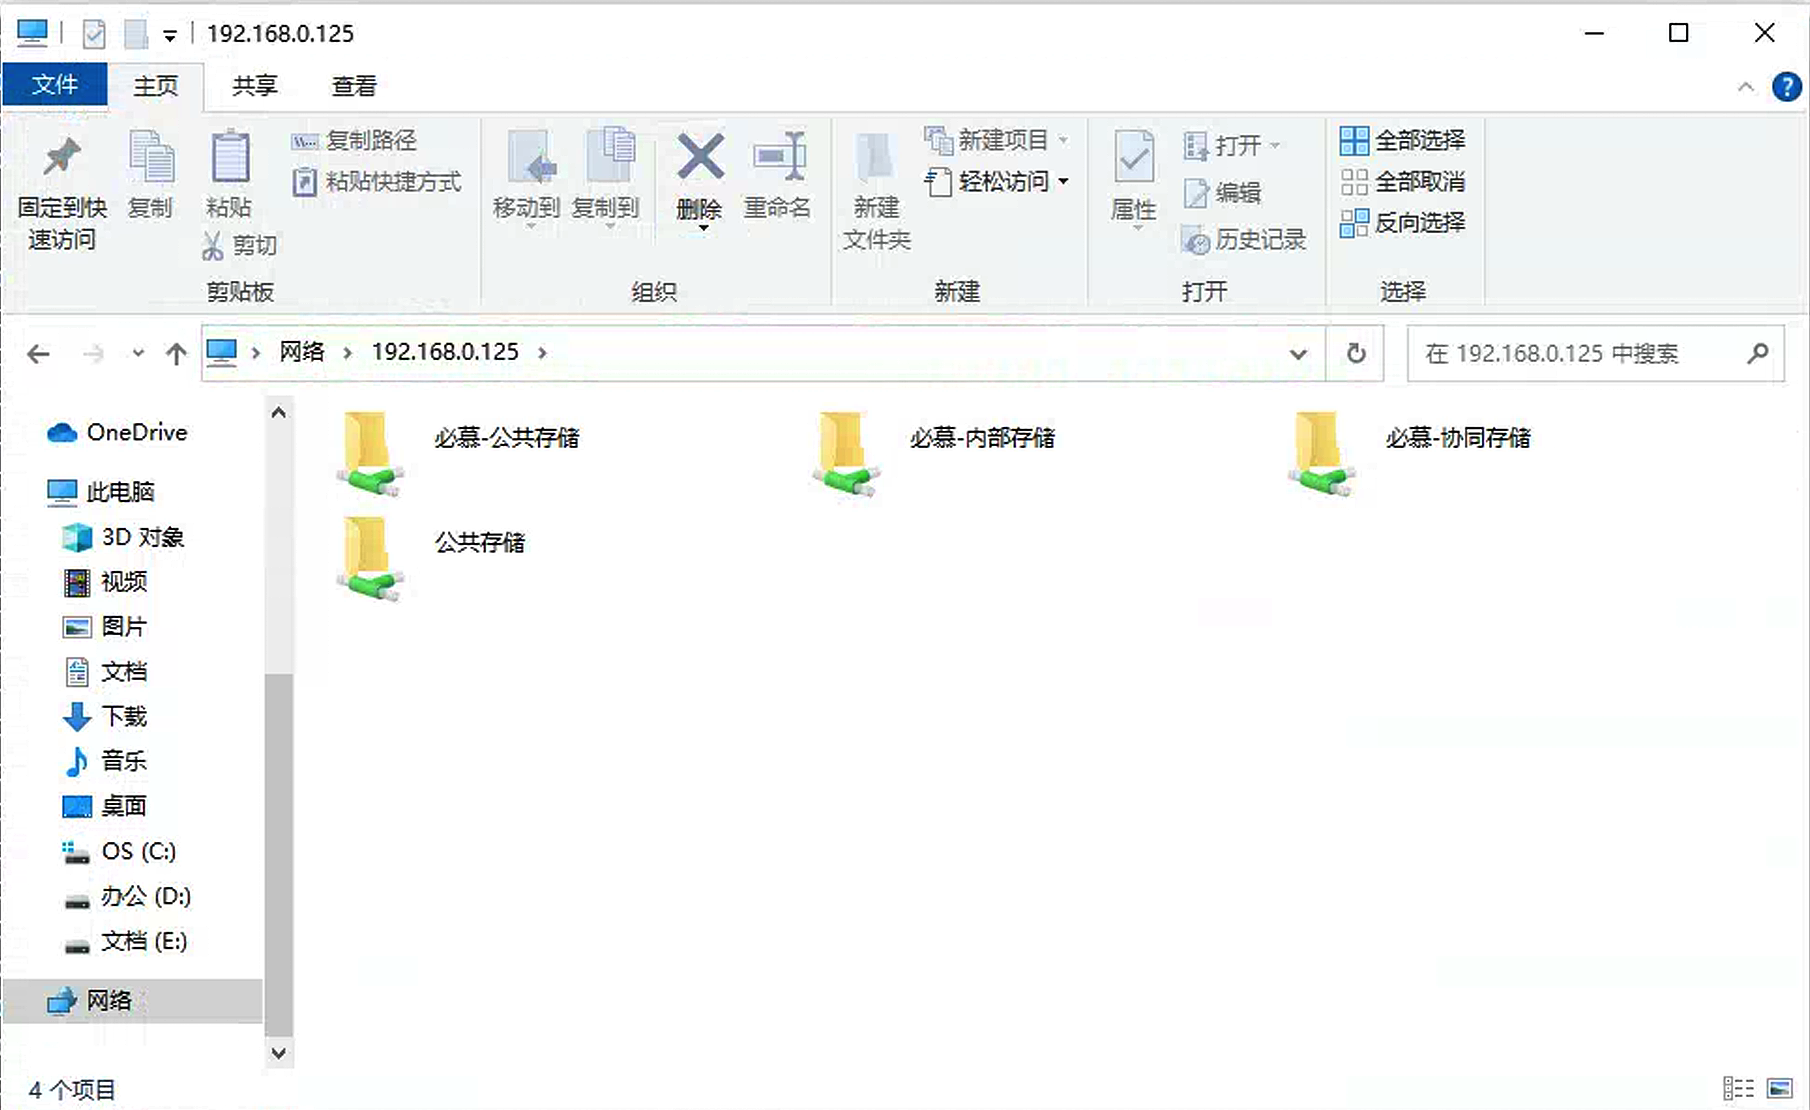 192.168.0.125
文件 主页 共享 查看
固定到快速访问
复制
粘贴
复制路径
粘贴快捷方式
剪切
剪贴板
移动到
复制到
删除
重命名
组织
新建文件夹
新建项目
轻松访问
新建
属性
打开
编辑
历史记录
打开
全部选择
全部取消
反向选择
选择
网络 192.168.0.125
在 192.168.0.125 中搜索
OneDrive
此电脑
3D 对象
视频
图片
文档
下载
音乐
桌面
OS (C:)
办公 (D:)
文档 (E:)
网络
必慕-公共存储
必慕-内部存储
必慕-协同存储
公共存储
4 个项目